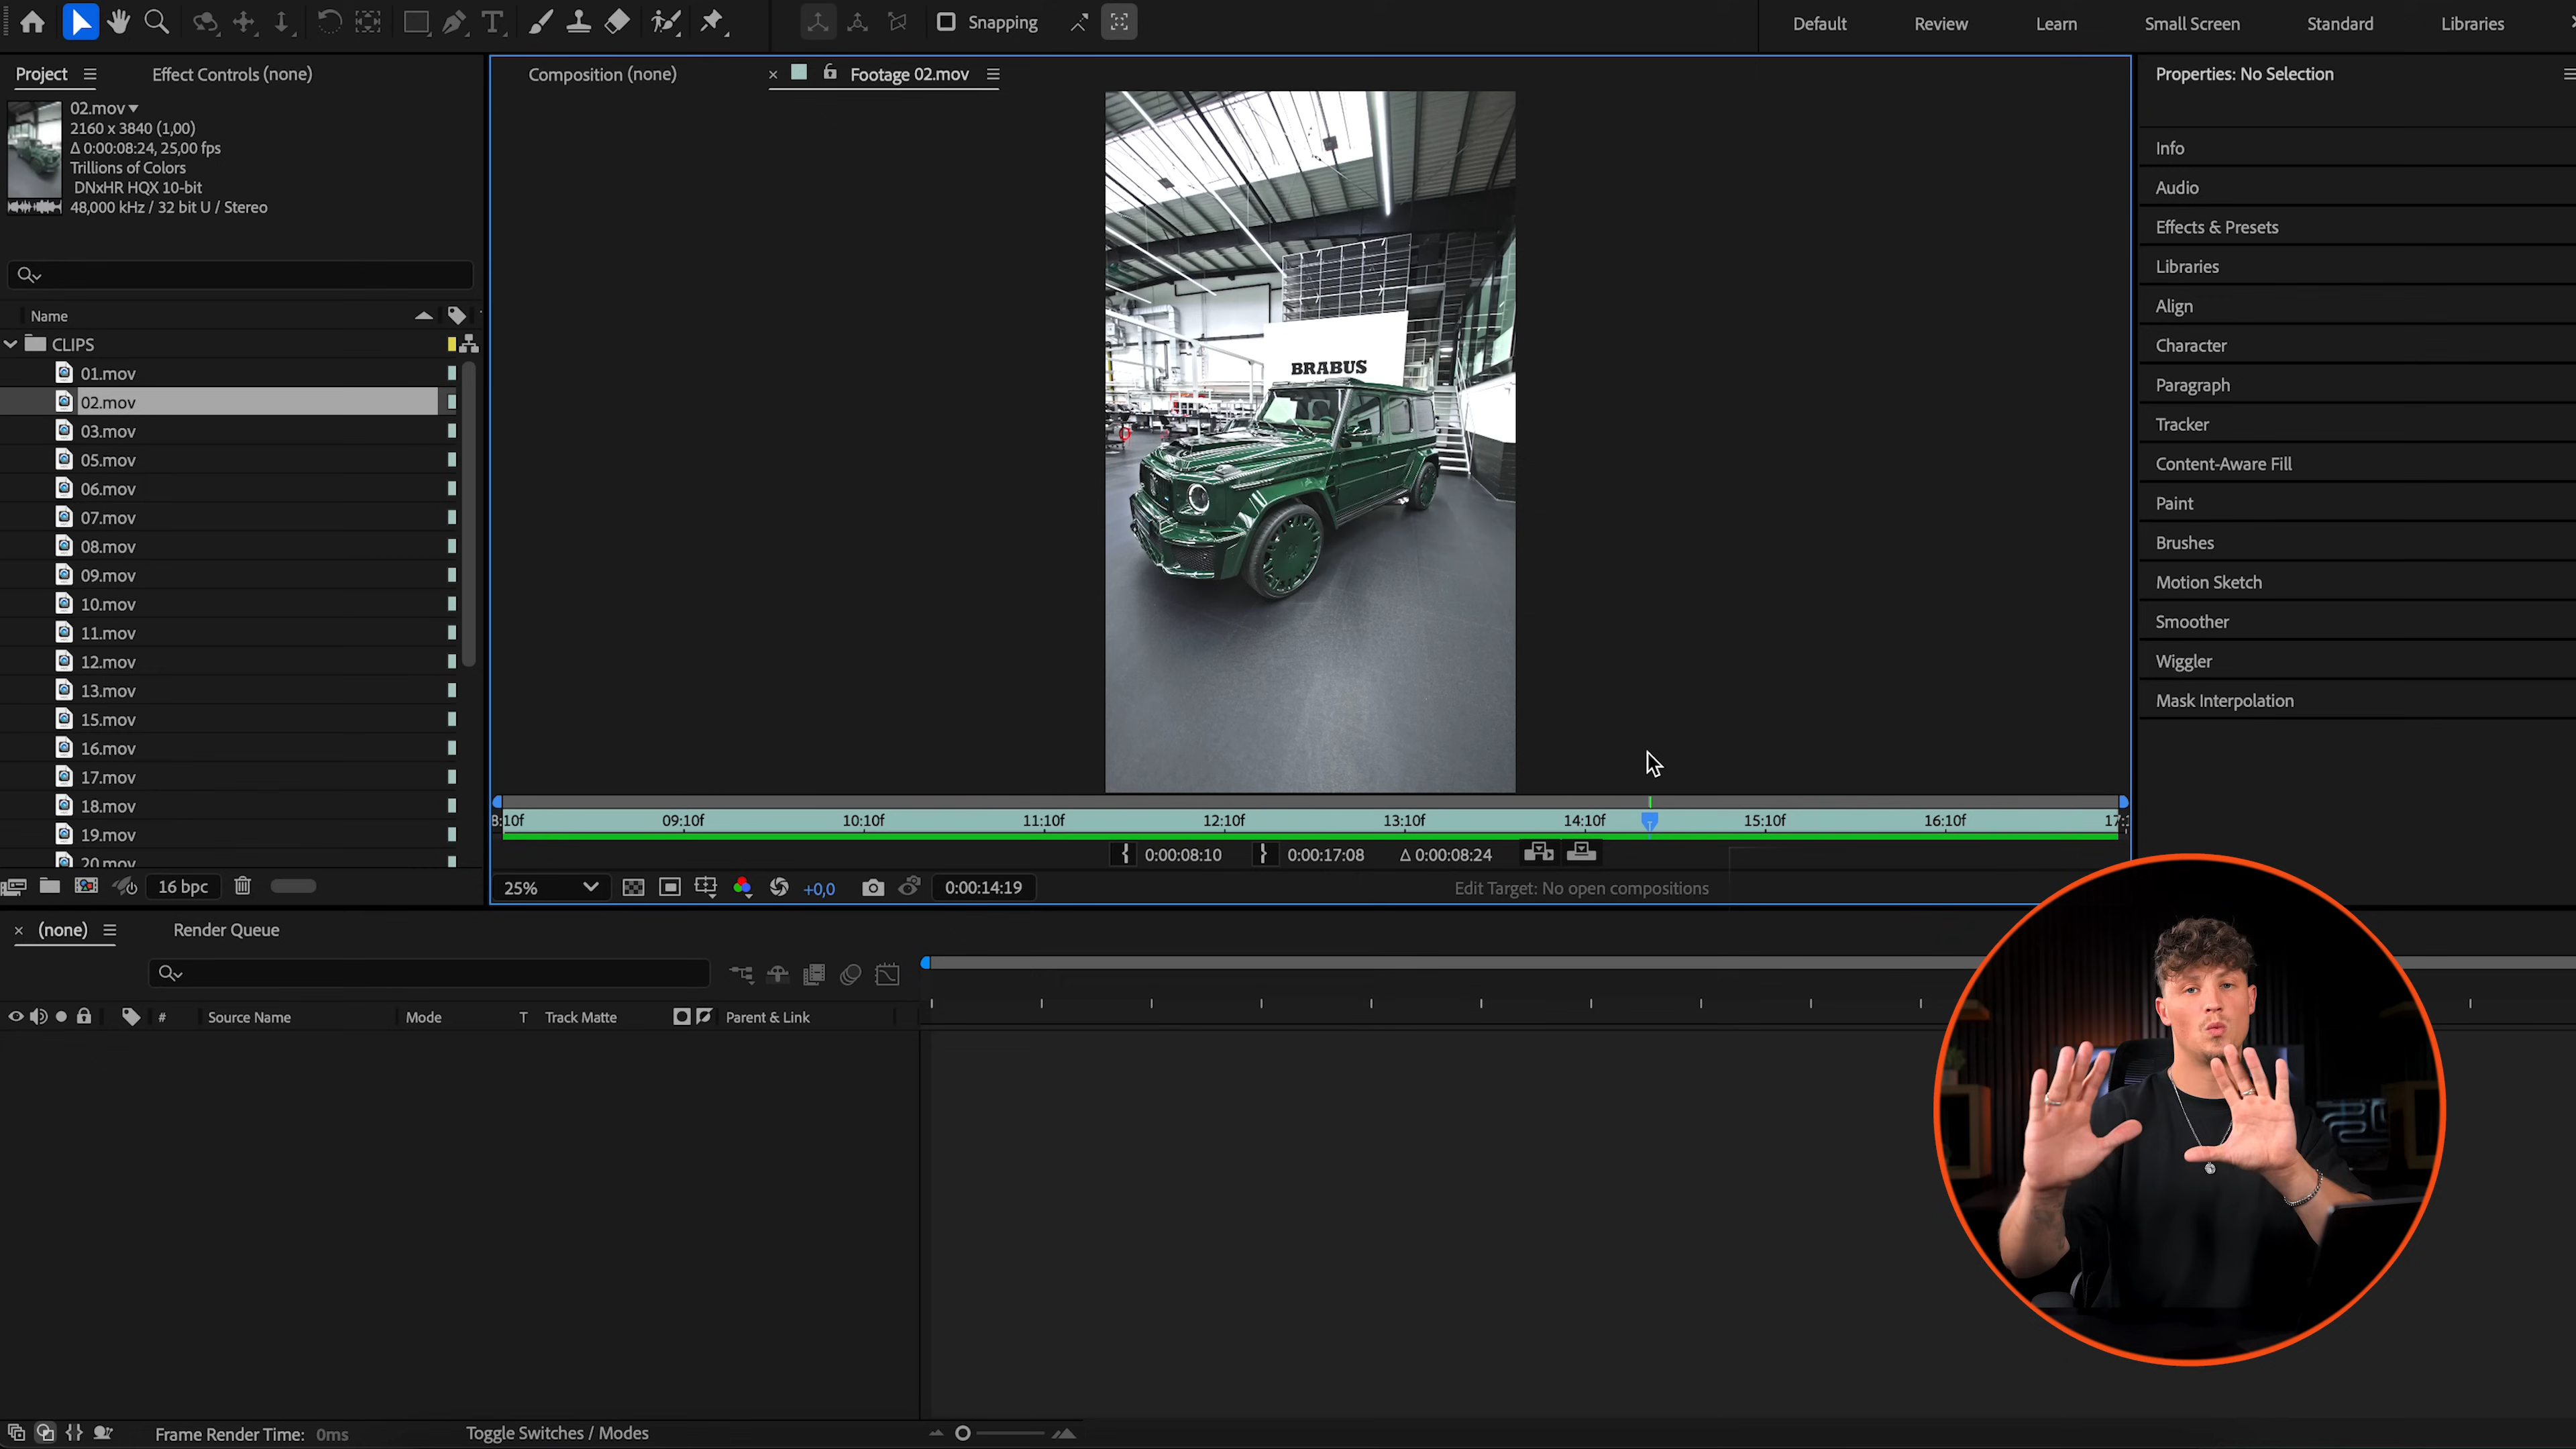 Snapping
Default Review Learn Small Screen Standard Libraries
Project Effect Controls (none)
Composition (none) × Footage 02.mov
Properties: No Selection
02.mov
2160 x 3840 (1,00)
Δ 0:00:08:24, 25,00 fps
Trillions of Colors
DNxHR HQX 10-bit
48,000 kHz / 32 bit U / Stereo
Name
CLIPS
01.mov
02.mov
03.mov
05.mov
06.mov
07.mov
08.mov
09.mov
10.mov
11.mov
12.mov
13.mov
15.mov
16.mov
17.mov
18.mov
19.mov
20.mov
16 bpc
BRABUS
8:10f 09:10f 10:10f 11:10f 12:10f 13:10f 14:10f 15:10f 16:10f
0:00:08:10 0:00:17:08 Δ 0:00:08:24
25% +0,0 0:00:14:19 Edit Target: No open compositions
Info
Audio
Effects & Presets
Libraries
Align
Character
Paragraph
Tracker
Content-Aware Fill
Paint
Brushes
Motion Sketch
Smoother
Wiggler
Mask Interpolation
× (none) Render Queue
# Source Name Mode T Track Matte Parent & Link
Frame Render Time: 0ms Toggle Switches / Modes